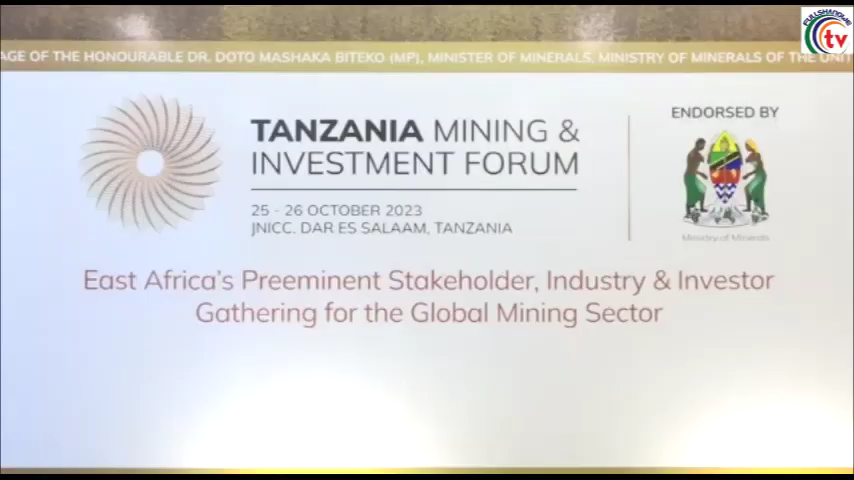 FULLSHANGWE
tv
AGE OF THE HONOURABLE DR. DOTO MASHAKA BITEKO (MP), MINISTER OF MINERALS, MINISTRY OF MINERALS OF THE UNIT
TANZANIA MINING &
INVESTMENT FORUM
25 - 26 OCTOBER 2023
JNICC, DAR ES SALAAM, TANZANIA
ENDORSED BY
Ministry of Minerals
East Africa's Preeminent Stakeholder, Industry & Investor
Gathering for the Global Mining Sector